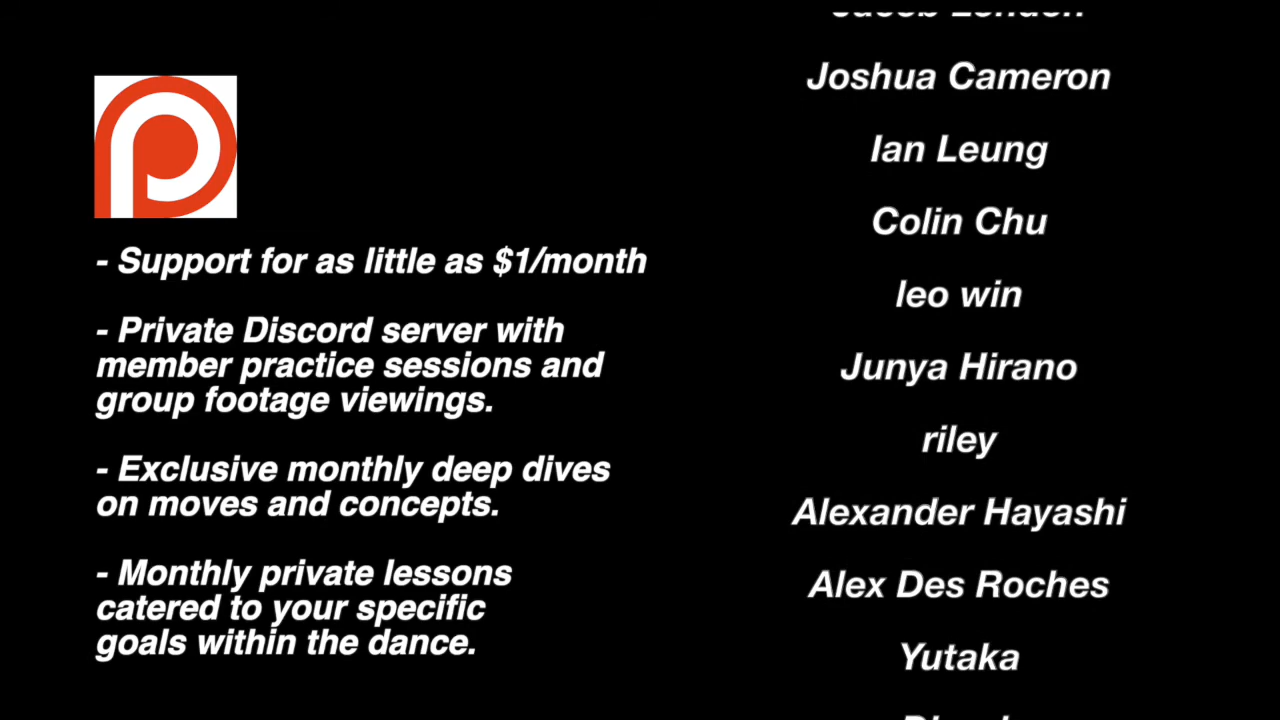 - Support for as little as $1/month
- Private Discord server with
member practice sessions and
group footage viewings.
- Exclusive monthly deep dives
on moves and concepts.
- Monthly private lessons
catered to your specific
goals within the dance.
Joshua Cameron
Ian Leung
Colin Chu
leo win
Junya Hirano
riley
Alexander Hayashi
Alex Des Roches
Yutaka